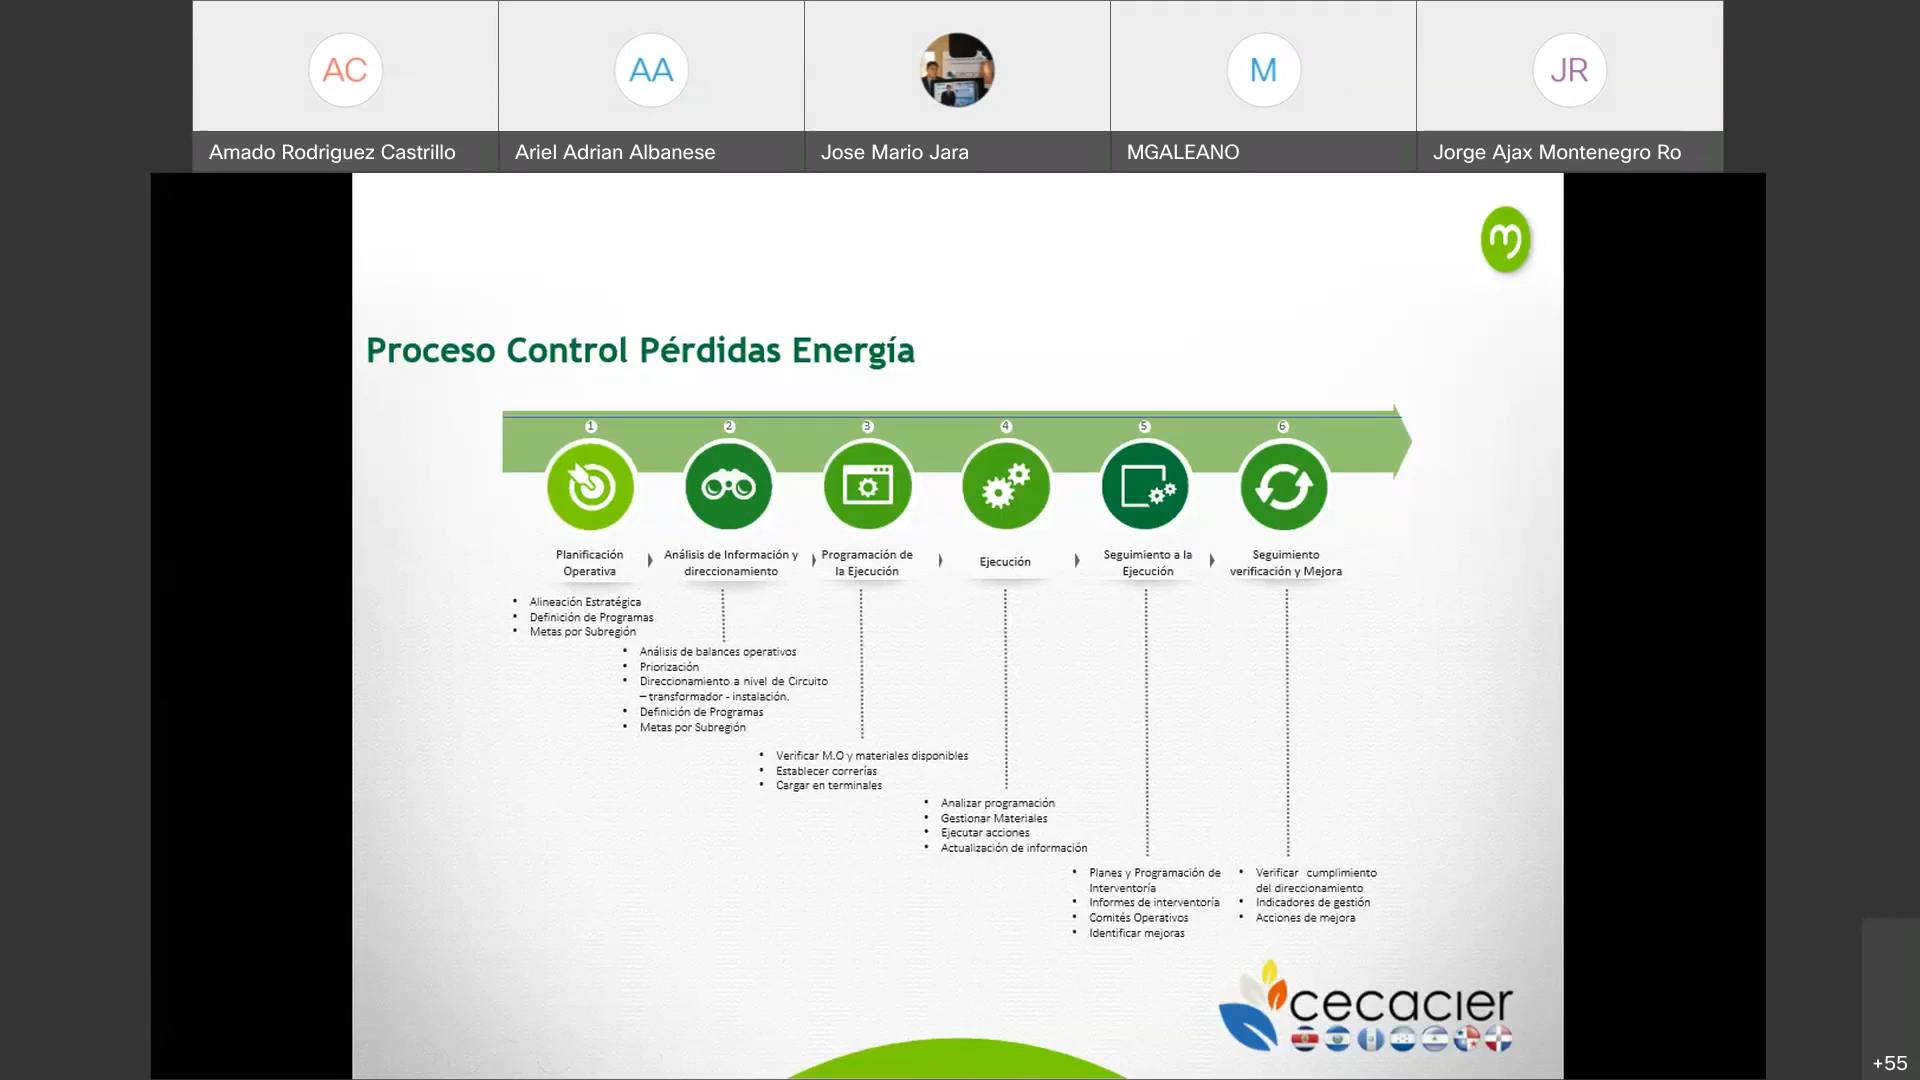 AC
AA
M
JR
Amado Rodriguez Castrillo
Ariel Adrian Albanese
Jose Mario Jara
MGALEANO
Jorge Ajax Montenegro Ro
Proceso Control Pérdidas Energía
1
2
3
4
5
6
Planificación
Operativa
Análisis de Información y
direccionamiento
Programación de
la Ejecución
Ejecución
Seguimiento a la
Ejecución
Seguimiento
verificación y Mejora
• Alineación Estratégica
• Definición de Programas
• Metas por Subregión
• Análisis de balances operativos
• Priorización
• Direccionamiento a nivel de Circuito
– transformador - instalación.
• Definición de Programas
• Metas por Subregión
• Verificar M.O y materiales disponibles
• Establecer correrías
• Cargar en terminales
• Analizar programación
• Gestionar Materiales
• Ejecutar acciones
• Actualización de información
• Planes y Programación de
Interventoría
• Informes de interventoría
• Comités Operativos
• Identificar mejoras
• Verificar cumplimiento
del direccionamiento
• Indicadores de gestión
• Acciones de mejora
cecacier
+55